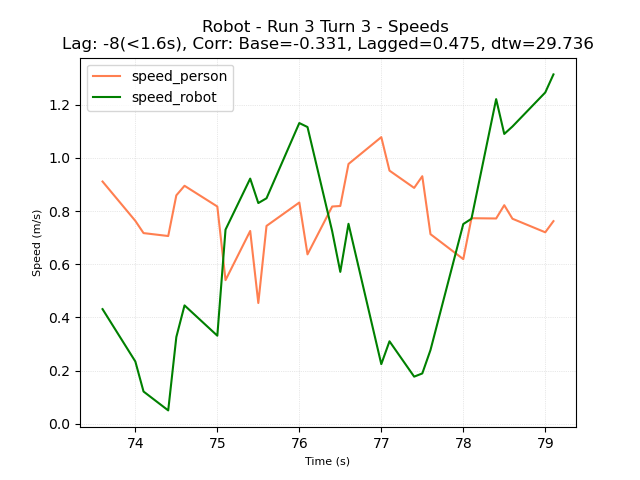 Robot - Run 3 Turn 3 - Speeds
Lag: -8(<1.6s), Corr: Base=-0.331, Lagged=0.475, dtw=29.736
speed_person
speed_robot
1.2
1.0
0.8
0.6
0.4
0.2
0.0
Speed (m/s)
74 75 76 77 78 79
Time (s)